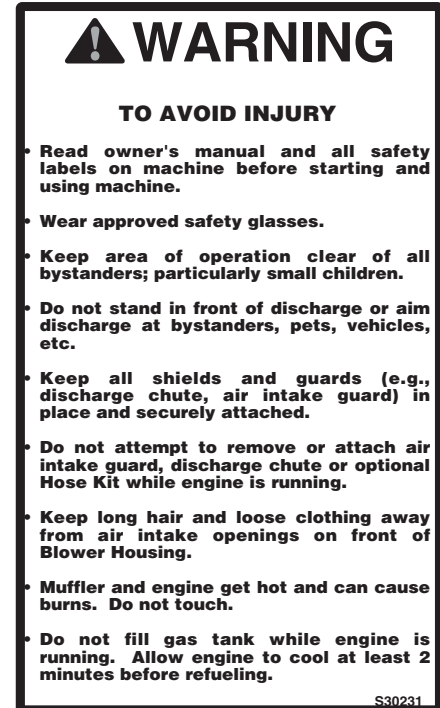 WARNING
TO AVOID INJURY
• Read owner's manual and all safety
labels on machine before starting and
using machine.
• Wear approved safety glasses.
• Keep area of operation clear of all
bystanders; particularly small children.
• Do not stand in front of discharge or aim
discharge at bystanders, pets, vehicles,
etc.
• Keep all shields and guards (e.g.,
discharge chute, air intake guard) in
place and securely attached.
• Do not attempt to remove or attach air
intake guard, discharge chute or optional
Hose Kit while engine is running.
• Keep long hair and loose clothing away
from air intake openings on front of
Blower Housing.
• Muffler and engine get hot and can cause
burns. Do not touch.
• Do not fill gas tank while engine is
running. Allow engine to cool at least 2
minutes before refueling.
S30231